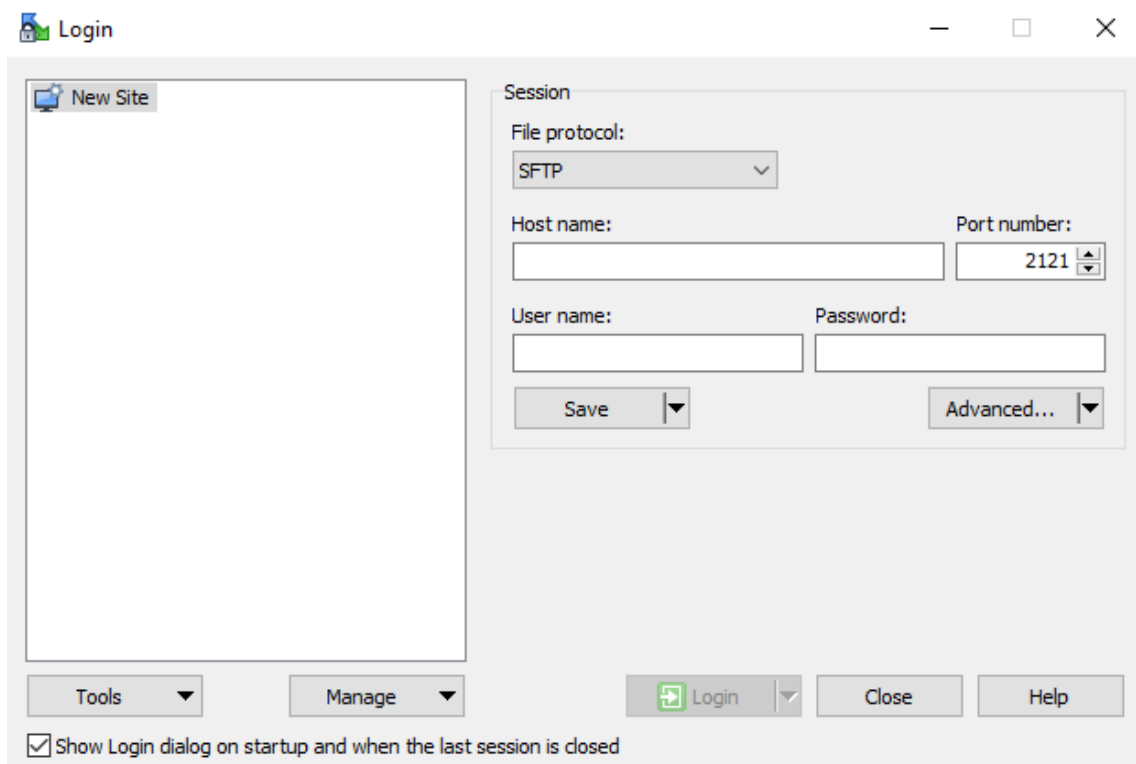 Login
New Site
Session
File protocol:
SFTP
Host name: Port number:
2121
User name: Password:
Save Advanced...
Tools Manage Login Close Help
Show Login dialog on startup and when the last session is closed